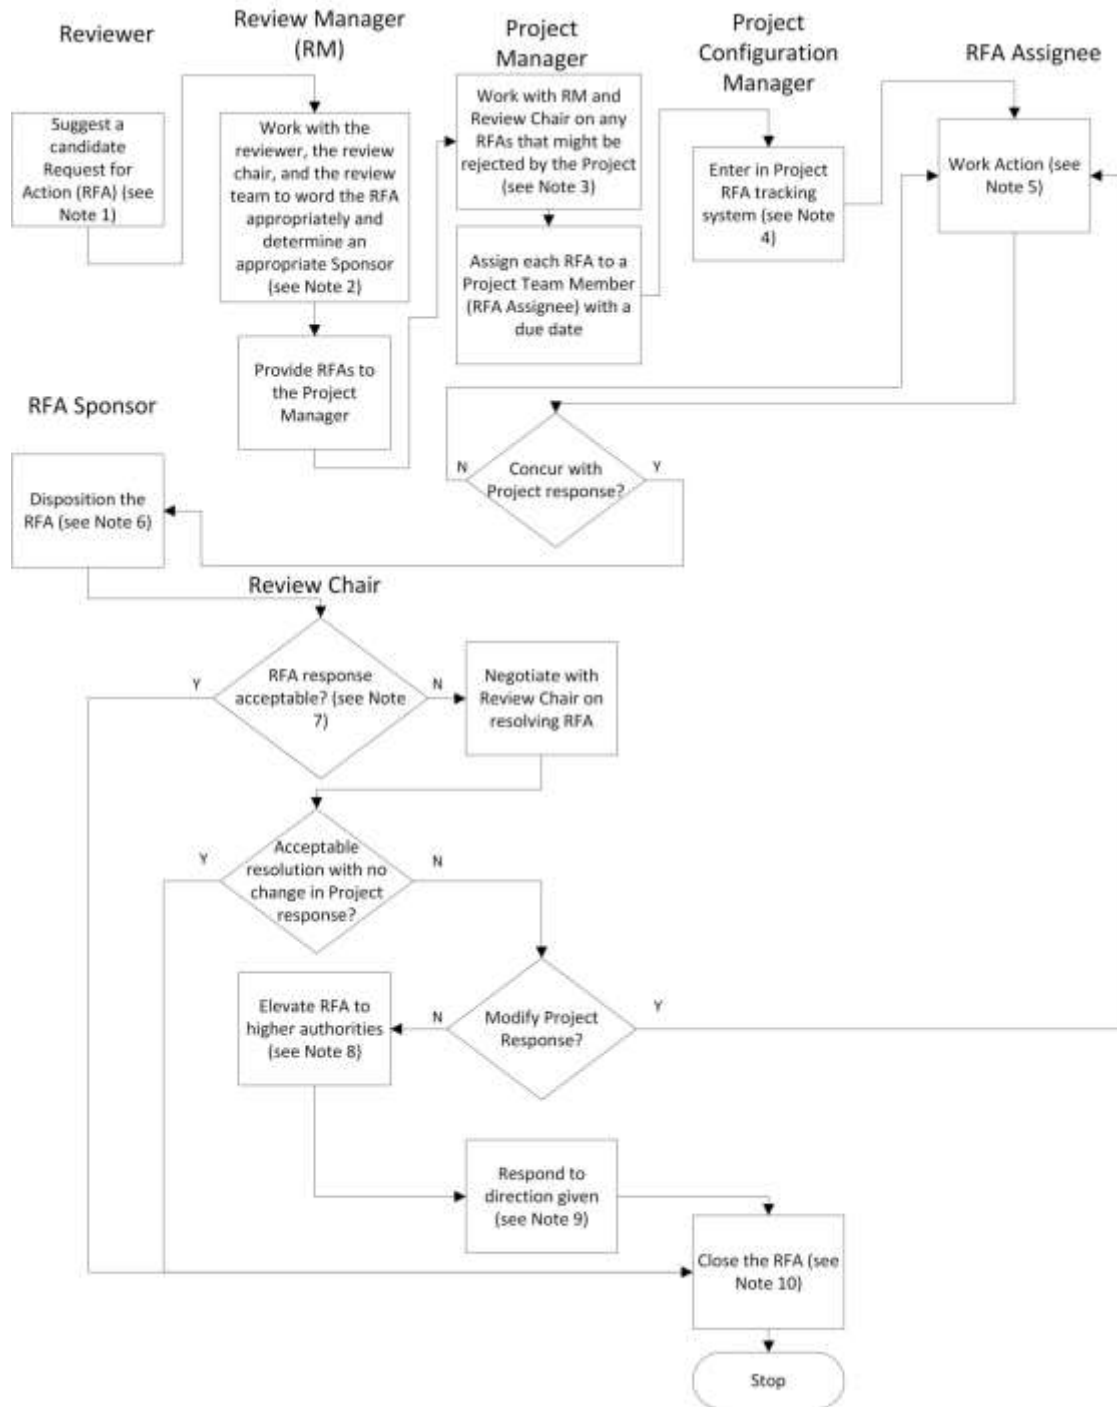 Reviewer
Review Manager
(RM)
Project
Manager
Project
Configuration
Manager
RFA Assignee
Suggest a
candidate
Request for
Action (RFA) (see
Note 1)
Work with the
reviewer, the review
chair, and the review
team to word the RFA
appropriately and
determine an
appropriate Sponsor
(see Note 2)
Work with RM and
Review Chair on any
RFAs that might be
rejected by the Project
(see Note 3)
Enter in Project
RFA tracking
system (see Note
4)
Work Action (see
Note 5)
Assign each RFA to a
Project Team Member
(RFA Assignee) with a
due date
Provide RFAs to
the Project
Manager
RFA Sponsor
N
Concur with
Project response?
Y
Disposition the
RFA (see Note 6)
Review Chair
Y
RFA response
acceptable? (see Note
7)
N
Negotiate with
Review Chair on
resolving RFA
Y
Acceptable
resolution with no
change in Project
response?
N
Elevate RFA to
higher authorities
(see Note 8)
N
Modify Project
Response?
Y
Respond to
direction given
(see Note 9)
Close the RFA (see
Note 10)
Stop